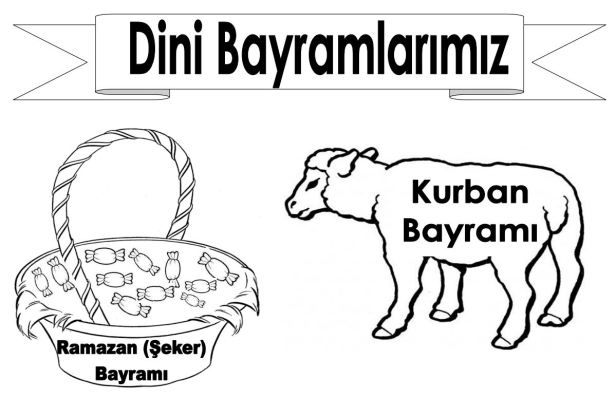 Dini Bayramlarımız
Kurban
Bayramı
Ramazan (Şeker)
Bayramı